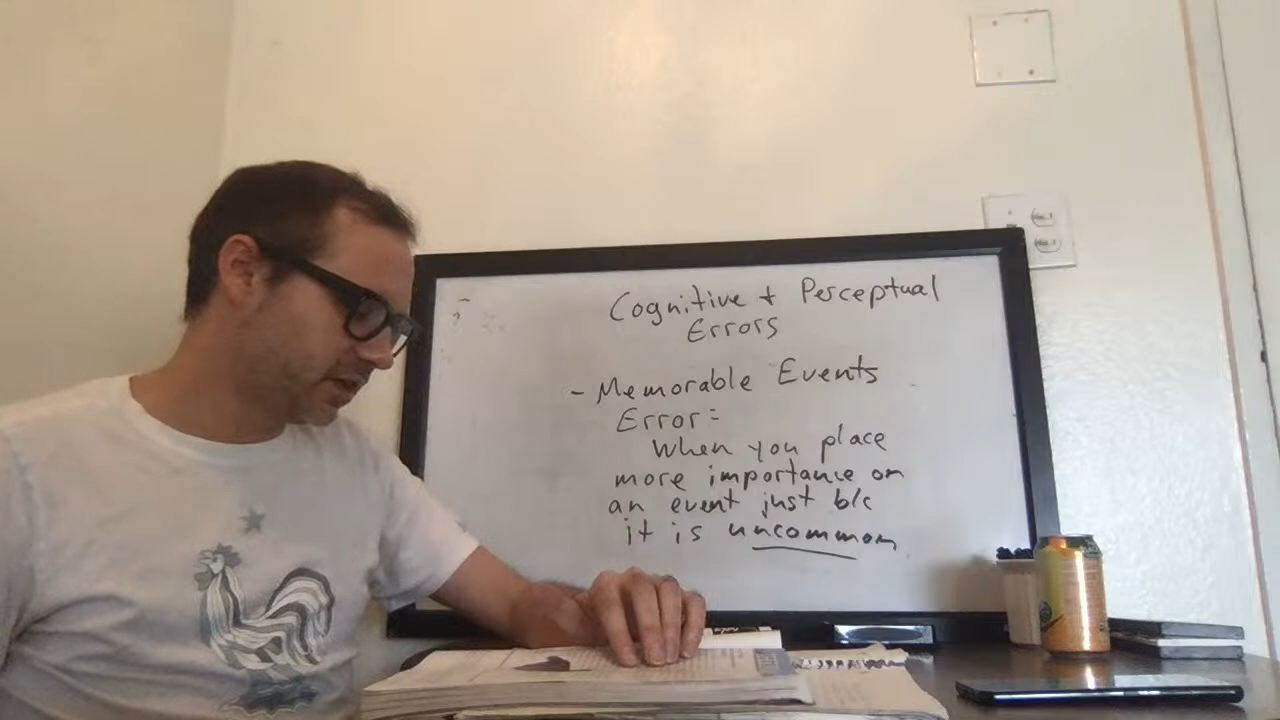 Cognitive + Perceptual
Errors
- Memorable Events
Error:
When you place
more importance on
an event just b/c
it is uncommon